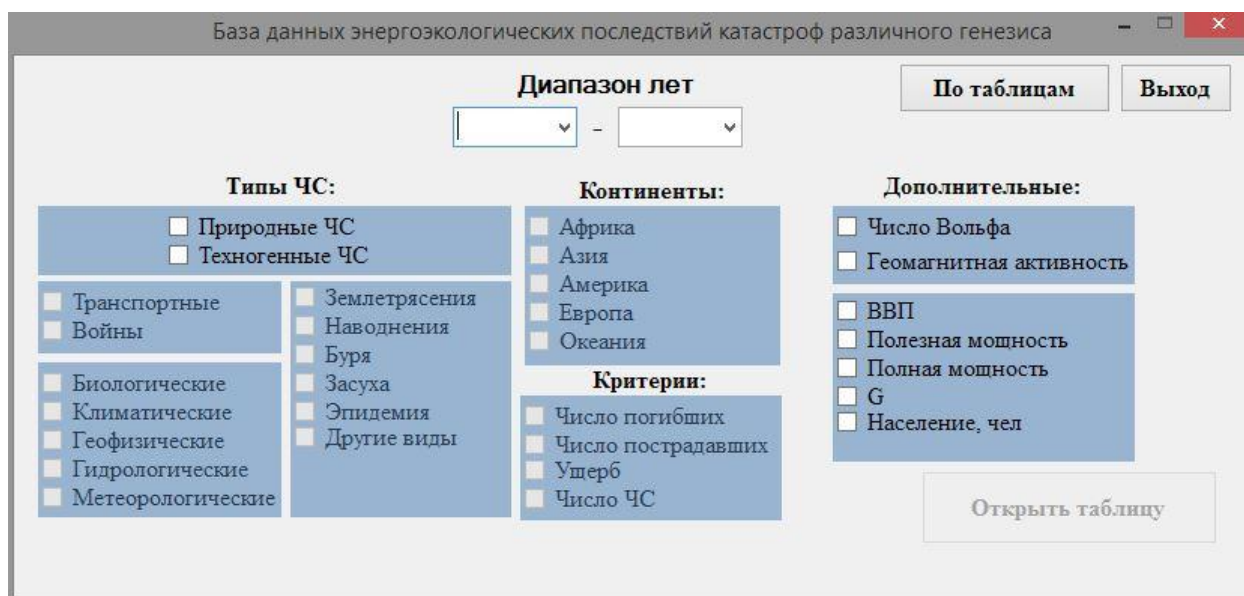 База данных энергоэкологических последствий катастроф различного генезиса
Диапазон лет
По таблицам
Выход
-
Типы ЧС:
Природные ЧС
Техногенные ЧС
Транспортные
Войны
Биологические
Климатические
Геофизические
Гидрологические
Метеорологические
Землетрясения
Наводнения
Буря
Засуха
Эпидемия
Другие виды
Континенты:
Африка
Азия
Америка
Европа
Океания
Критерии:
Число погибших
Число пострадавших
Ущерб
Число ЧС
Дополнительные:
Число Вольфа
Геомагнитная активность
ВВП
Полезная мощность
Полная мощность
G
Население, чел
Открыть таблицу